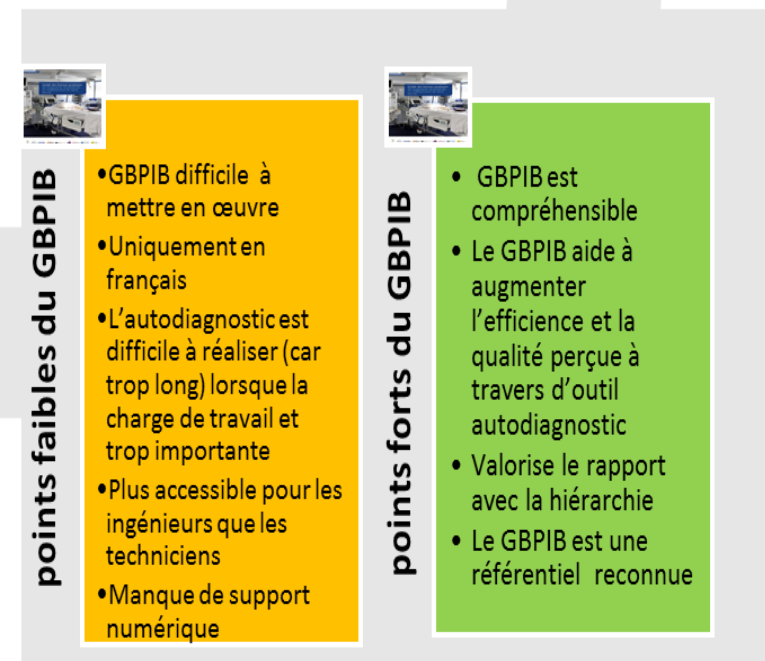 points faibles du GBPIB
•GBPIB difficile à
mettre en œuvre
•Uniquement en
français
•L'autodiagnostic est
difficile à réaliser (car
trop long) lorsque la
charge de travail et
trop importante
•Plus accessible pour les
ingénieurs que les
techniciens
•Manque de support
numérique
points forts du GBPIB
• GBPIB est
compréhensible
• Le GBPIB aide à
augmenter
l'efficience et la
qualité perçue à
travers d'outil
autodiagnostic
• Valorise le rapport
avec la hiérarchie
• Le GBPIB est une
référentiel reconnue